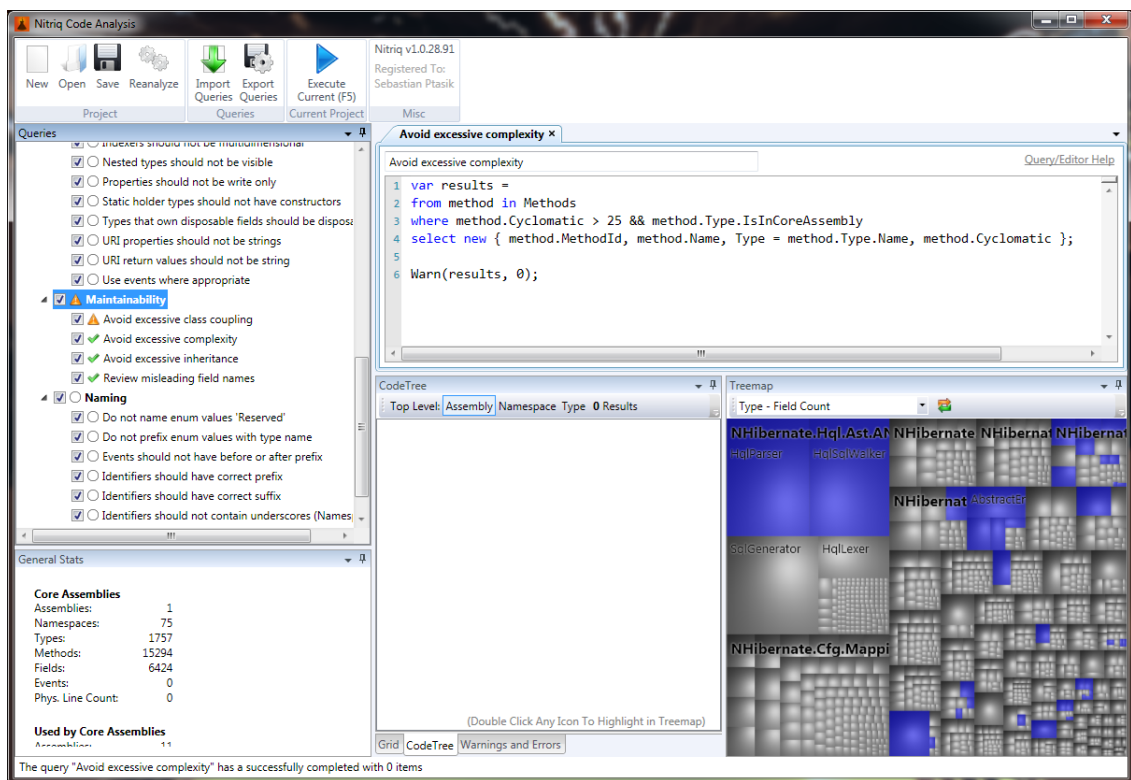 Nitriq Code Analysis
New Open Save Reanalyze
Import Queries Export Queries
Execute Current (F5)
Project Queries Current Project Misc
Nitriq v1.0.28.91
Registered To:
Sebastian Ptasik
Queries
Indexers should not be multidimensional
Nested types should not be visible
Properties should not be write only
Static holder types should not have constructors
Types that own disposable fields should be disposa
URI properties should not be strings
URI return values should not be string
Use events where appropriate
Maintainability
Avoid excessive class coupling
Avoid excessive complexity
Avoid excessive inheritance
Review misleading field names
Naming
Do not name enum values 'Reserved'
Do not prefix enum values with type name
Events should not have before or after prefix
Identifiers should have correct prefix
Identifiers should have correct suffix
Identifiers should not contain underscores (Names
General Stats
Core Assemblies
Assemblies: 1
Namespaces: 75
Types: 1757
Methods: 15294
Fields: 6424
Events: 0
Phys. Line Count: 0
Used by Core Assemblies
Assemblies: 11
Avoid excessive complexity ×
Avoid excessive complexity
Query/Editor Help
1 var results =
2 from method in Methods
3 where method.Cyclomatic > 25 && method.Type.IsInCoreAssembly
4 select new { method.MethodId, method.Name, Type = method.Type.Name, method.Cyclomatic };
5
6 Warn(results, 0);
CodeTree
Top Level: Assembly Namespace Type 0 Results
(Double Click Any Icon To Highlight in Treemap)
Grid CodeTree Warnings and Errors
Treemap
Type - Field Count
NHibernate.Hql.Ast.AN NHibernate NHibernat NHibernat
HqlParser HqlSqlWalker
NHibernat AbstractEn
SqlGenerator HqlLexer
NHibernate.Cfg.Mappi
The query "Avoid excessive complexity" has a successfully completed with 0 items